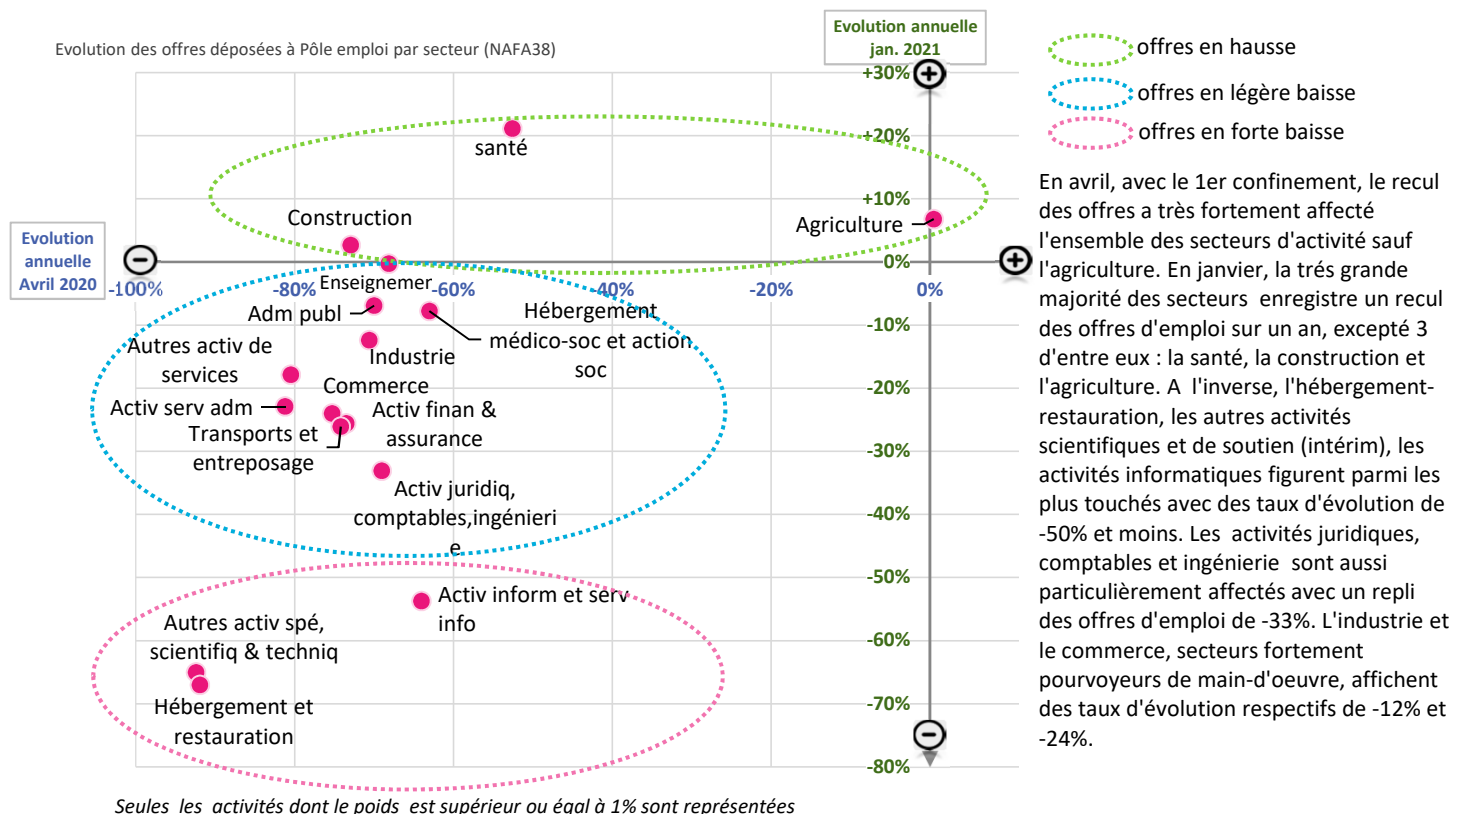 Evolution des offres déposées à Pôle emploi par secteur (NAFA38)
Evolution annuelle
jan. 2021
+30%
+20%
+10%
0%
-10%
-20%
-30%
-40%
-50%
-60%
-70%
-80%
Evolution
annuelle
Avril 2020
-100%
-80%
-60%
-40%
-20%
0%
santé
Agriculture
Construction
Enseignemer
Adm publ
Hébergement
médico-soc et action
soc
Industrie
Autres activ de
services
Commerce
Activ serv adm
Activ finan &
assurance
Transports et
entreposage
Activ juridiq,
comptables,ingénieri
e
Activ inform et serv
info
Autres activ spé,
scientifiq & techniq
Hébergement et
restauration
Seules les activités dont le poids est supérieur ou égal à 1% sont représentées
offres en hausse
offres en légère baisse
offres en forte baisse
En avril, avec le 1er confinement, le recul
des offres a très fortement affecté
l'ensemble des secteurs d'activité sauf
l'agriculture. En janvier, la trés grande
majorité des secteurs enregistre un recul
des offres d'emploi sur un an, excepté 3
d'entre eux : la santé, la construction et
l'agriculture. A l'inverse, l'hébergement-
restauration, les autres activités
scientifiques et de soutien (intérim), les
activités informatiques figurent parmi les
plus touchés avec des taux d'évolution de
-50% et moins. Les activités juridiques,
comptables et ingénierie sont aussi
particulièrement affectés avec un repli
des offres d'emploi de -33%. L'industrie et
le commerce, secteurs fortement
pourvoyeurs de main-d'oeuvre, affichent
des taux d'évolution respectifs de -12% et
-24%.